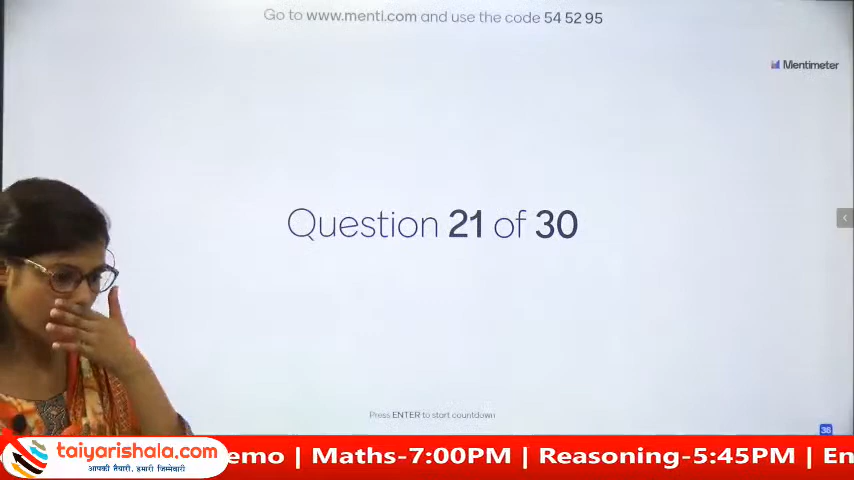 Go to www.menti.com and use the code 54 52 95
Mentimeter
Question 21 of 30
Press ENTER to start countdown
36
taiyarishala.com
आपकी तैयारी, हमारी जिम्मेवारी
emo | Maths-7:00PM | Reasoning-5:45PM | En